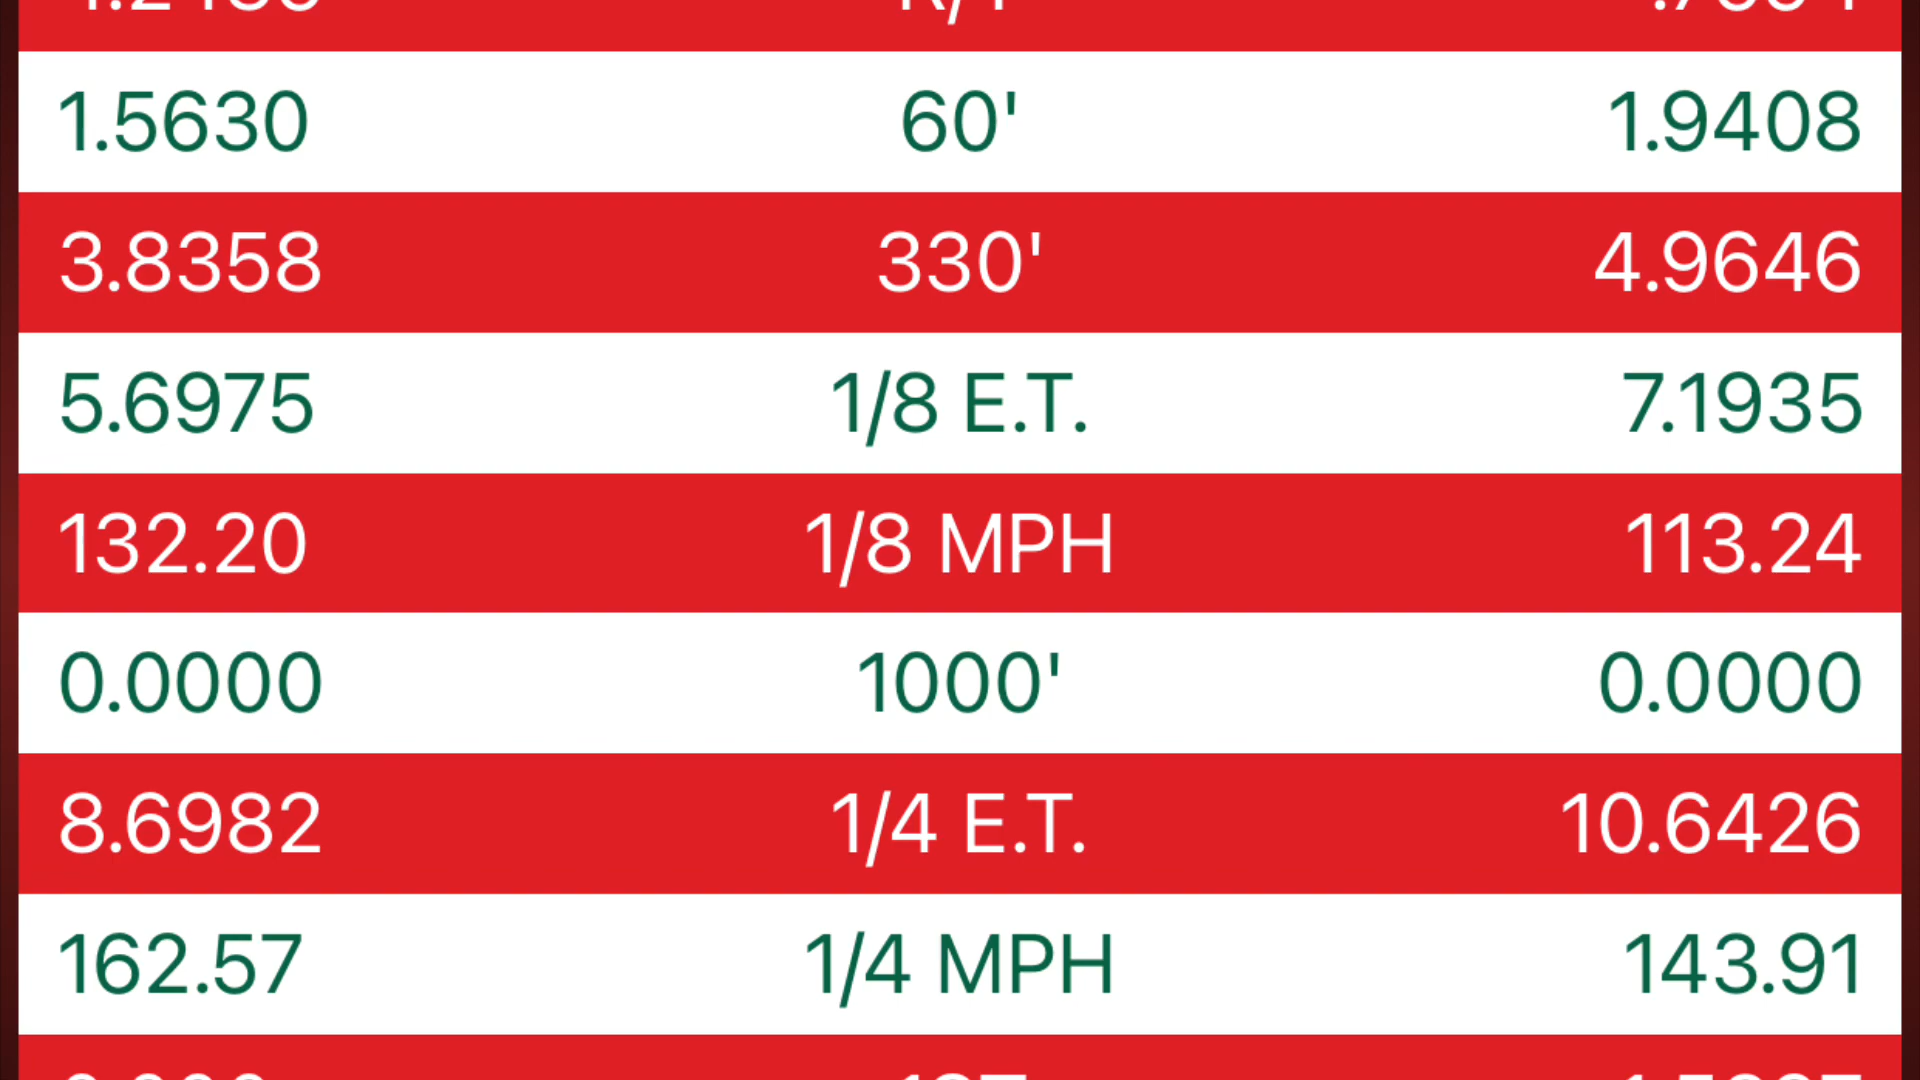 1.5630 60' 1.9408
3.8358 330' 4.9646
5.6975 1/8 E.T. 7.1935
132.20 1/8 MPH 113.24
0.0000 1000' 0.0000
8.6982 1/4 E.T. 10.6426
162.57 1/4 MPH 143.91